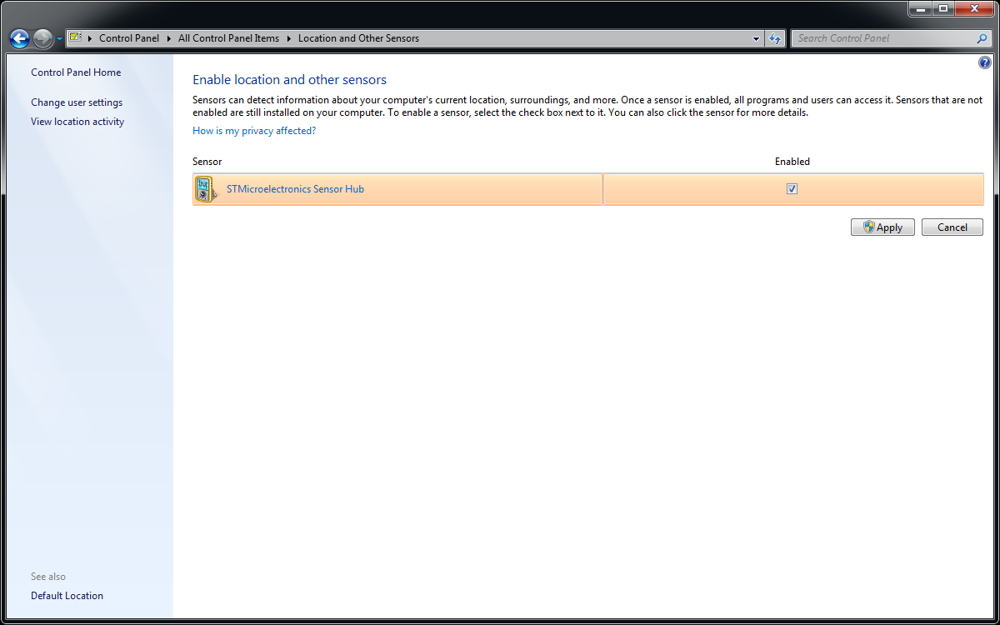 Control Panel
All Control Panel Items
Location and Other Sensors
Search Control Panel
Control Panel Home
Change user settings
View location activity
Enable location and other sensors
Sensors can detect information about your computer's current location, surroundings, and more. Once a sensor is enabled, all programs and users can access it. Sensors that are not
enabled are still installed on your computer. To enable a sensor, select the check box next to it. You can also click the sensor for more details.
How is my privacy affected?
Sensor Enabled
STMicroelectronics Sensor Hub
Apply Cancel
See also
Default Location